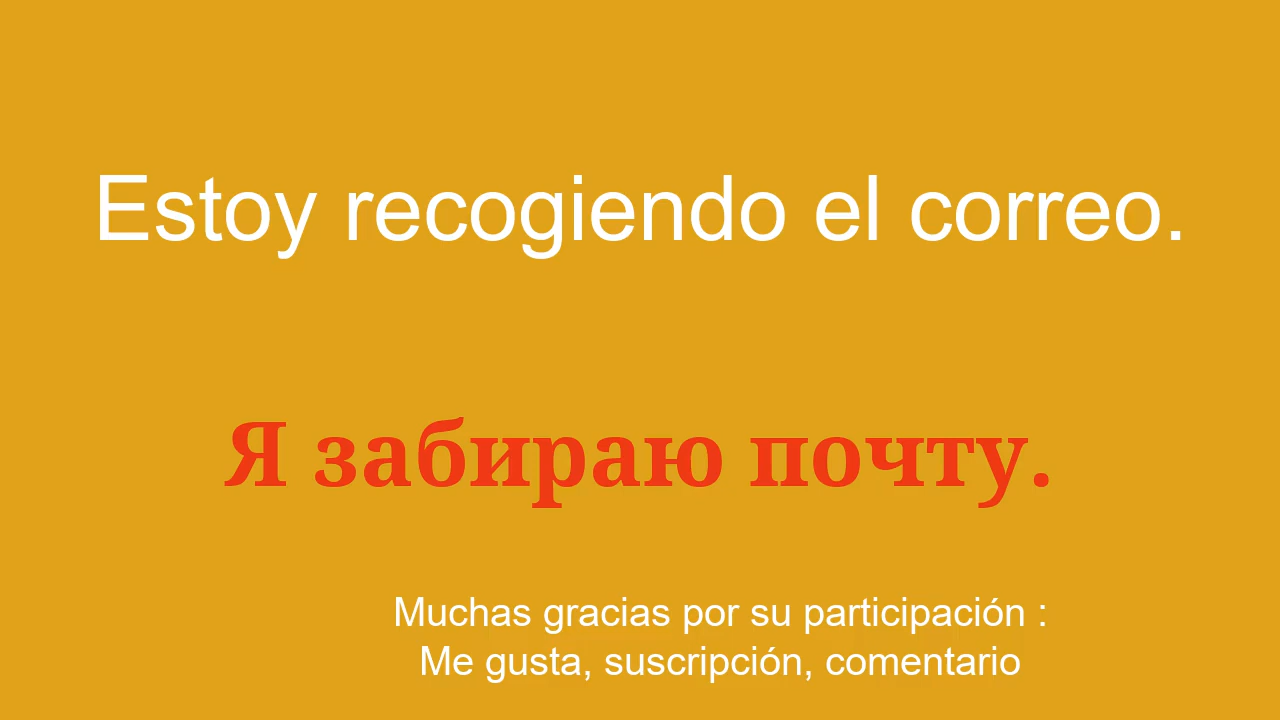 Estoy recogiendo el correo.
Я забираю почту.
Muchas gracias por su participación :
Me gusta, suscripción, comentario